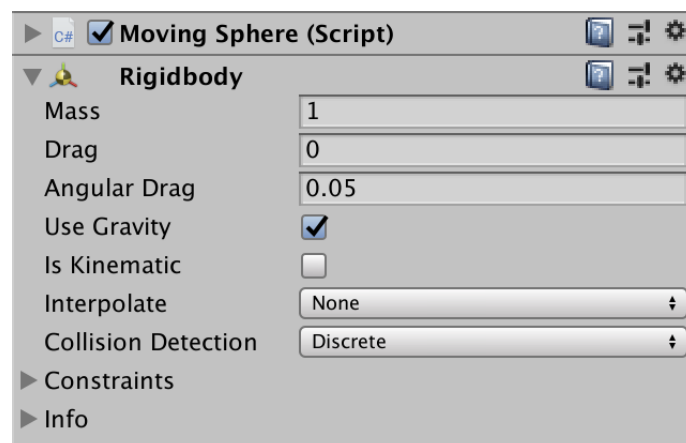 C# Moving Sphere (Script)
Rigidbody
Mass 1
Drag 0
Angular Drag 0.05
Use Gravity
Is Kinematic
Interpolate None
Collision Detection Discrete
Constraints
Info